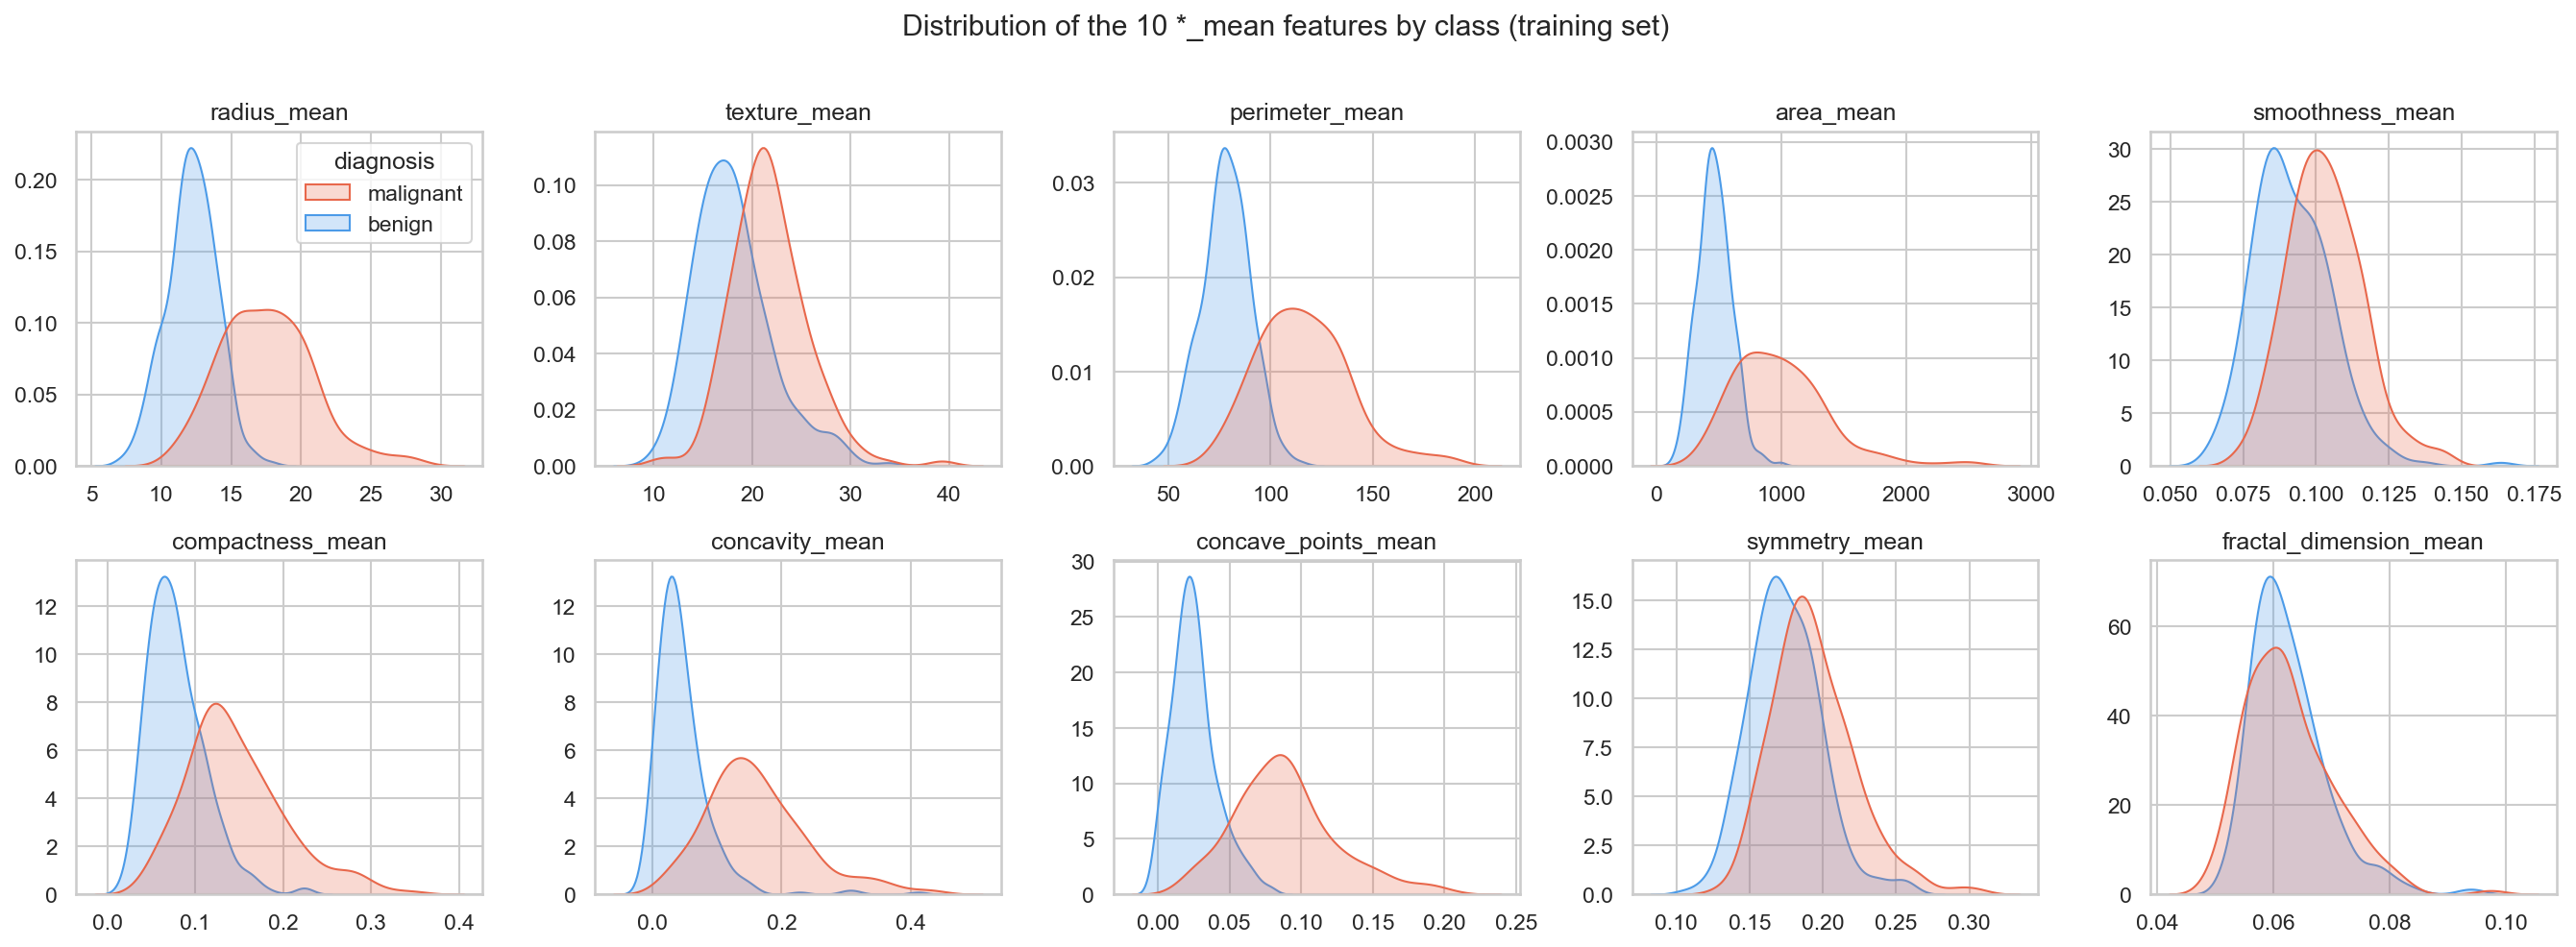 Distribution of the 10 *_mean features by class (training set)
radius_mean
texture_mean
perimeter_mean
area_mean
smoothness_mean
diagnosis
malignant
benign
0.20
0.15
0.10
0.05
0.00
5 10 15 20 25 30
0.10
0.08
0.06
0.04
0.02
0.00
10 20 30 40
0.03
0.02
0.01
0.00
50 100 150 200
0.0030
0.0025
0.0020
0.0015
0.0010
0.0005
0.0000
0 1000 2000 3000
30
25
20
15
10
5
0
0.050 0.075 0.100 0.125 0.150 0.175
compactness_mean
concavity_mean
concave_points_mean
symmetry_mean
fractal_dimension_mean
12
10
8
6
4
2
0
0.0 0.1 0.2 0.3 0.4
12
10
8
6
4
2
0
0.0 0.2 0.4
30
25
20
15
10
5
0
0.00 0.05 0.10 0.15 0.20 0.25
15.0
12.5
10.0
7.5
5.0
2.5
0.0
0.10 0.15 0.20 0.25 0.30
60
40
20
0
0.04 0.06 0.08 0.10